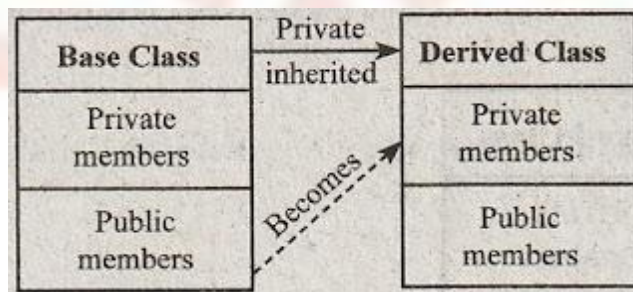 Base Class
Private
members
Public
members
Private
inherited
Becomes
Derived Class
Private
members
Public
members